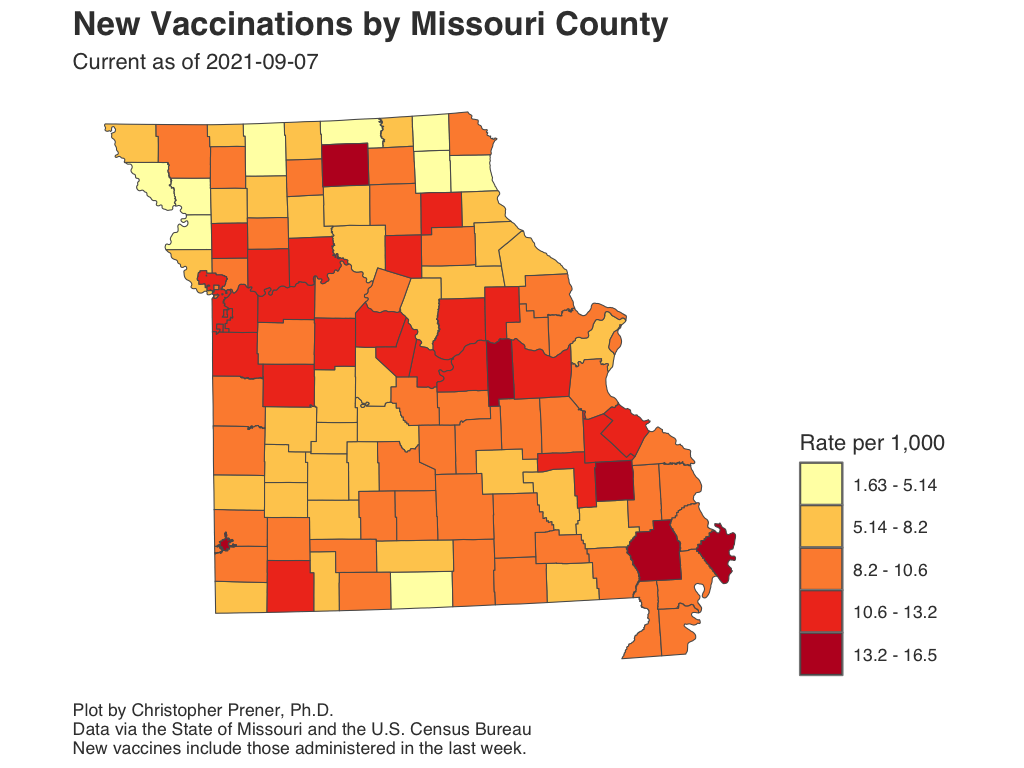 New Vaccinations by Missouri County
Current as of 2021-09-07
Rate per 1,000
1.63 - 5.14
5.14 - 8.2
8.2 - 10.6
10.6 - 13.2
13.2 - 16.5
Plot by Christopher Prener, Ph.D.
Data via the State of Missouri and the U.S. Census Bureau
New vaccines include those administered in the last week.